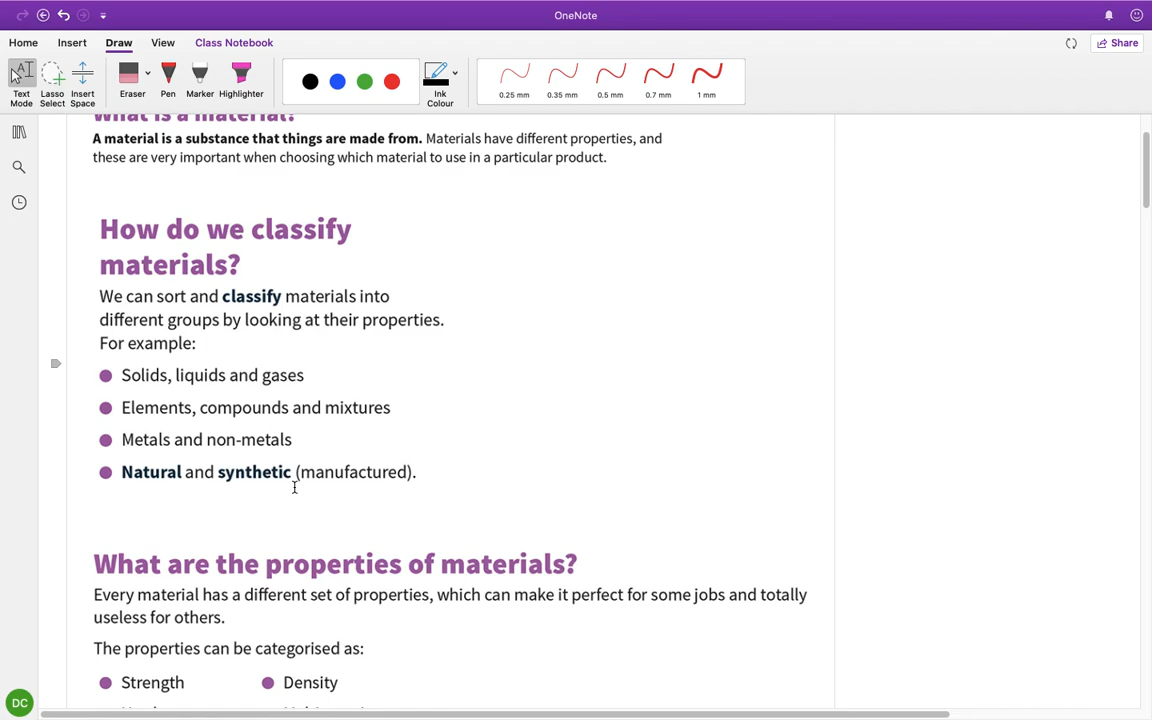 OneNote
Home Insert Draw View Class Notebook Share
Text Mode
Lasso Select
Insert Space
Eraser
Pen
Marker
Highlighter
Ink Colour
0.25 mm 0.35 mm 0.5 mm 0.7 mm 1 mm
What is a material?
A material is a substance that things are made from. Materials have different properties, and
these are very important when choosing which material to use in a particular product.
How do we classify
materials?
We can sort and classify materials into
different groups by looking at their properties.
For example:
Solids, liquids and gases
Elements, compounds and mixtures
Metals and non-metals
Natural and synthetic (manufactured).
What are the properties of materials?
Every material has a different set of properties, which can make it perfect for some jobs and totally
useless for others.
The properties can be categorised as:
Strength Density
DC